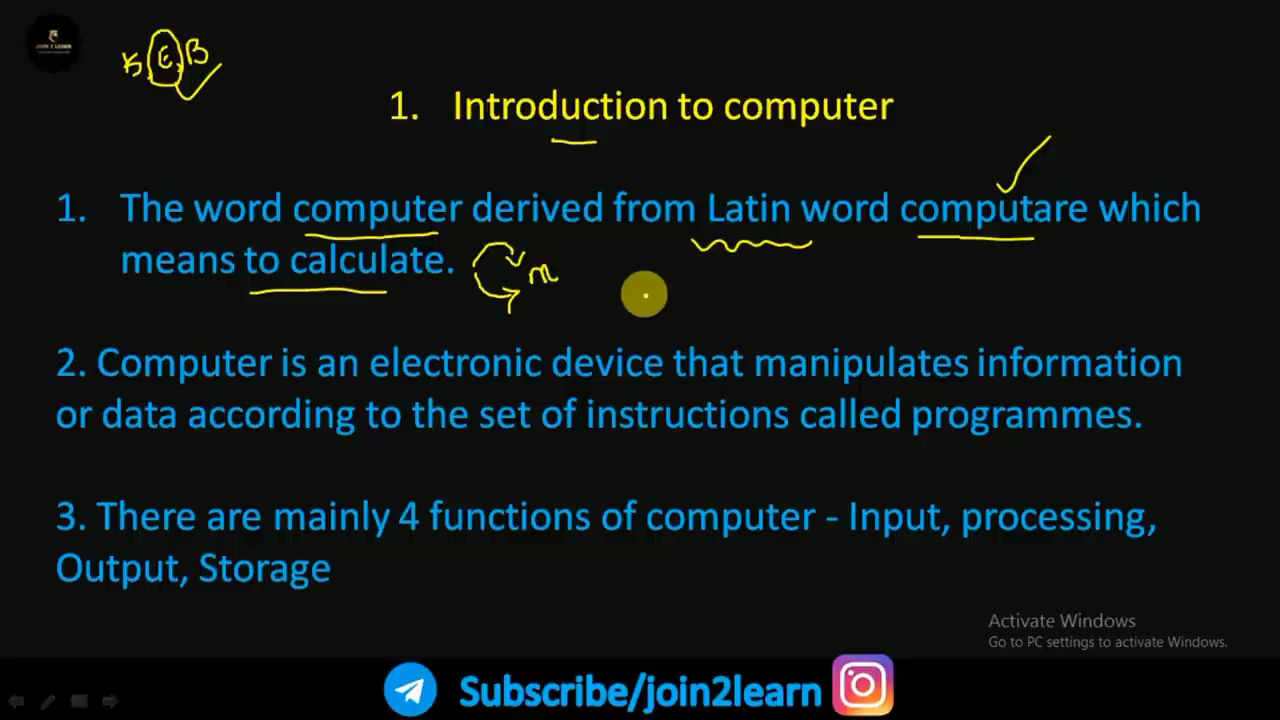 JOIN 2 LEARN
K E B
1. Introduction to computer
1. The word computer derived from Latin word computare which
means to calculate.
m
2. Computer is an electronic device that manipulates information
or data according to the set of instructions called programmes.
3. There are mainly 4 functions of computer - Input, processing,
Output, Storage
Activate Windows
Go to PC settings to activate Windows.
Subscribe/join2learn